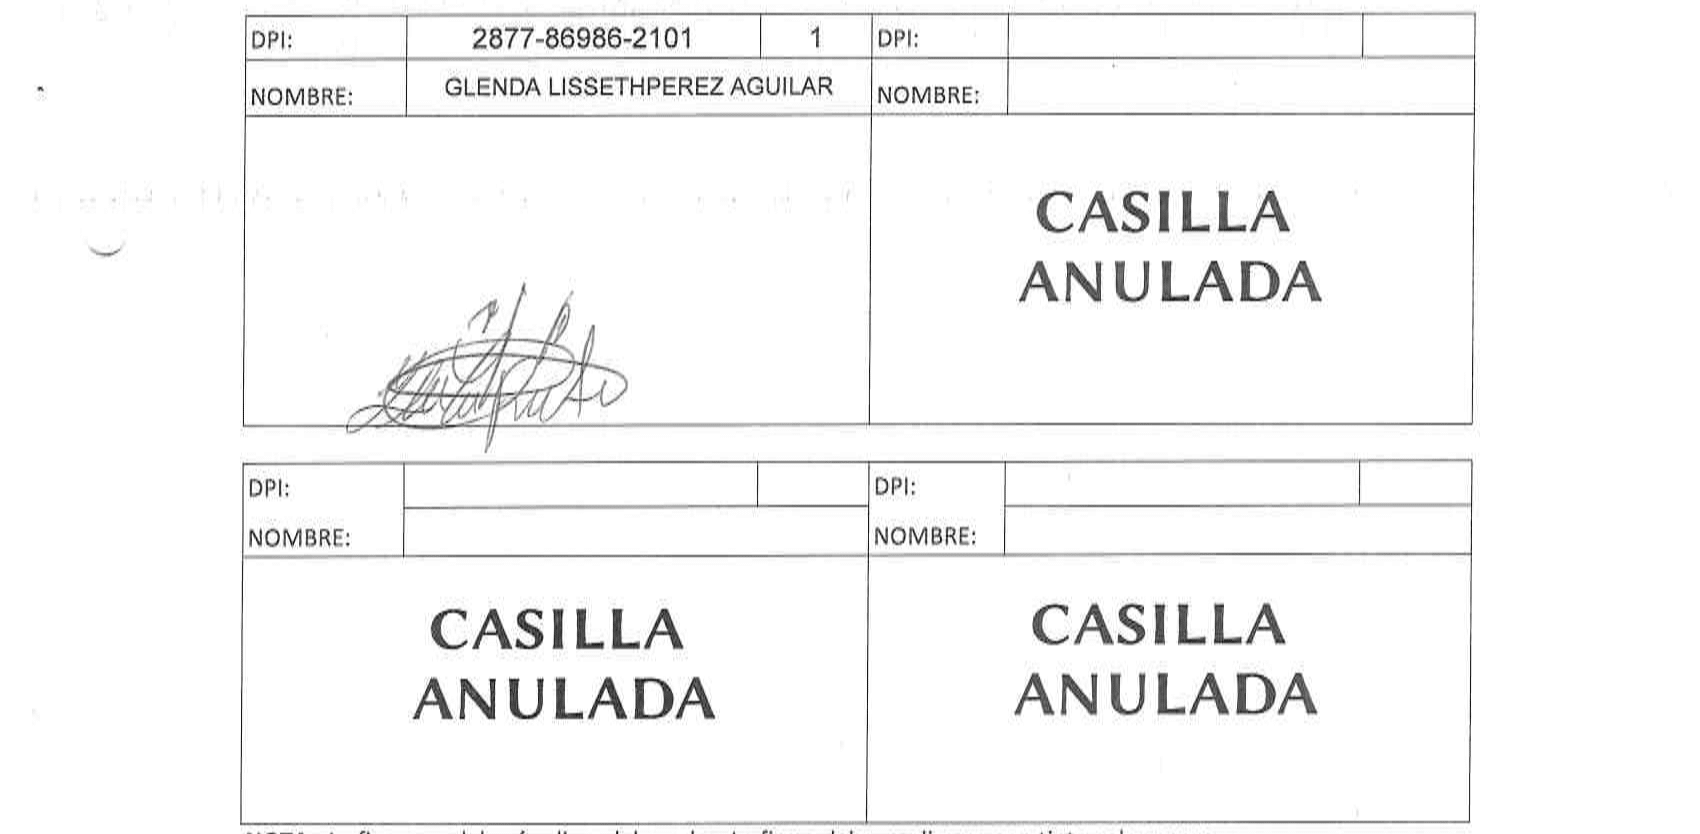 DPI: 2877-86986-2101 1 DPI:
NOMBRE: GLENDA LISSETHPEREZ AGUILAR NOMBRE:
CASILLA
ANULADA
DPI: DPI:
NOMBRE: NOMBRE:
CASILLA CASILLA
ANULADA ANULADA